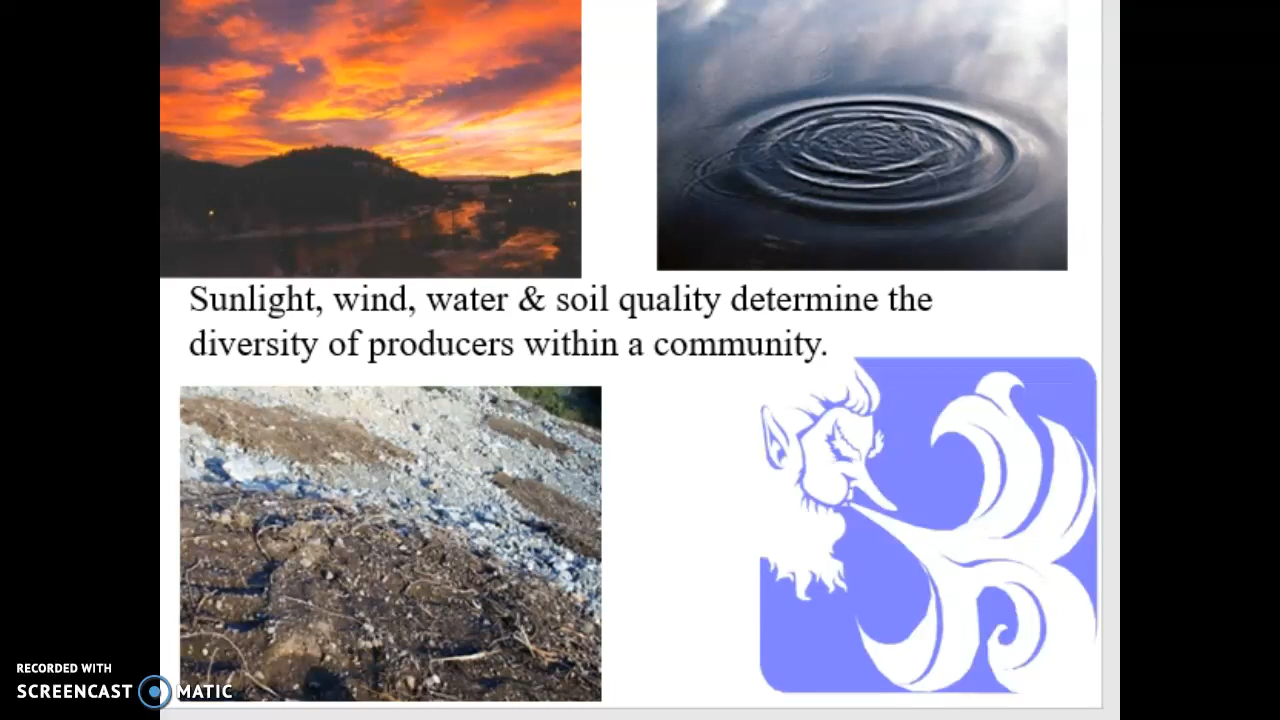 Sunlight, wind, water & soil quality determine the
diversity of producers within a community.
RECORDED WITH
SCREENCAST MATIC